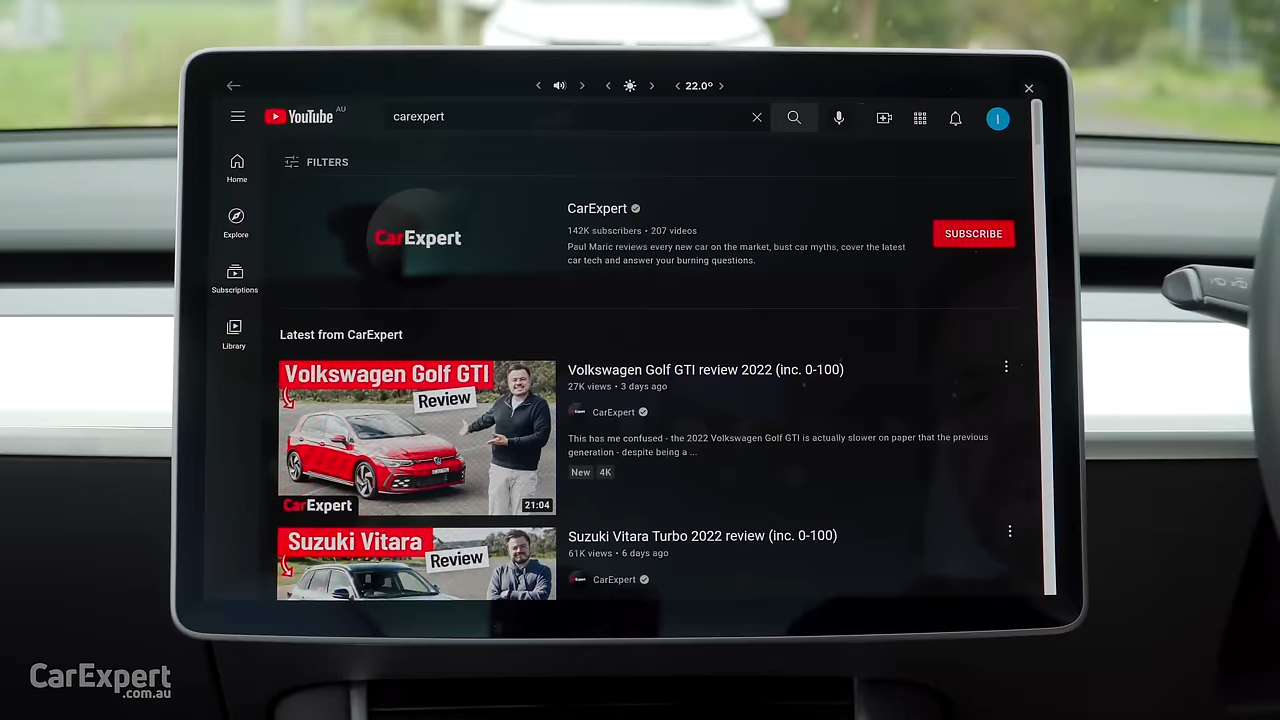 22.0°
YouTube AU
carexpert
FILTERS
Home
Explore
Subscriptions
Library
CarExpert
CarExpert
142K subscribers • 207 videos
Paul Maric reviews every new car on the market, bust car myths, cover the latest
car tech and answer your burning questions.
SUBSCRIBE
Latest from CarExpert
Volkswagen Golf GTI
Review
CarExpert
21:04
Volkswagen Golf GTI review 2022 (inc. 0-100)
27K views • 3 days ago
CarExpert
This has me confused - the 2022 Volkswagen Golf GTI is actually slower on paper that the previous
generation - despite being a ...
New 4K
Suzuki Vitara
Review
Suzuki Vitara Turbo 2022 review (inc. 0-100)
61K views • 6 days ago
CarExpert
CarExpert
.com.au